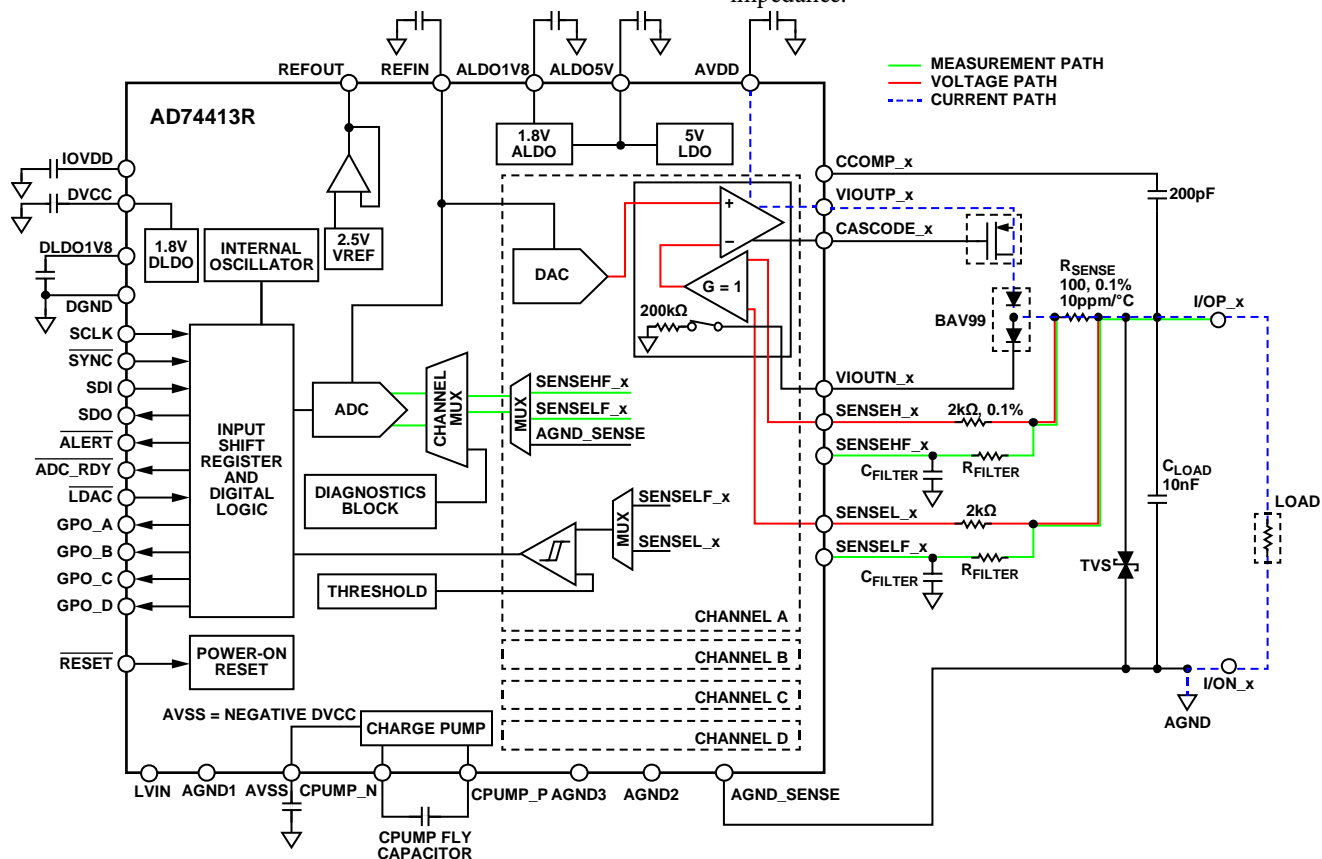 impedance.
REFOUT
REFIN
ALDO1V8
ALDO5V
AVDD
MEASUREMENT PATH
VOLTAGE PATH
CURRENT PATH
AD74413R
IOVDD
DVCC
DLDO1V8
DGND
SCLK
SYNC
SDI
SDO
ALERT
ADC_RDY
LDAC
GPO_A
GPO_B
GPO_C
GPO_D
RESET
1.8V
DLDO
INTERNAL
OSCILLATOR
2.5V
VREF
1.8V
ALDO
5V
LDO
INPUT
SHIFT
REGISTER
AND
DIGITAL
LOGIC
POWER-ON
RESET
ADC
CHANNEL
MUX
MUX
SENSEHF_x
SENSELF_x
AGND_SENSE
DIAGNOSTICS
BLOCK
THRESHOLD
MUX
SENSELF_x
SENSEL_x
DAC
+
–
G = 1
200kΩ
CHANNEL A
CHANNEL B
CHANNEL C
CHANNEL D
CCOMP_x
VIOUTP_x
CASCODE_x
VIOUTN_x
SENSEH_x
SENSEHF_x
SENSEL_x
SENSELF_x
200pF
BAV99
RSENSE
100, 0.1%
10ppm/°C
I/OP_x
2kΩ, 0.1%
CFILTER
RFILTER
2kΩ
CFILTER
RFILTER
TVS
CLOAD
10nF
LOAD
I/ON_x
AGND
AVSS = NEGATIVE DVCC
CHARGE PUMP
LVIN
AGND1
AVSS
CPUMP_N
CPUMP_P
AGND3
AGND2
AGND_SENSE
CPUMP FLY
CAPACITOR